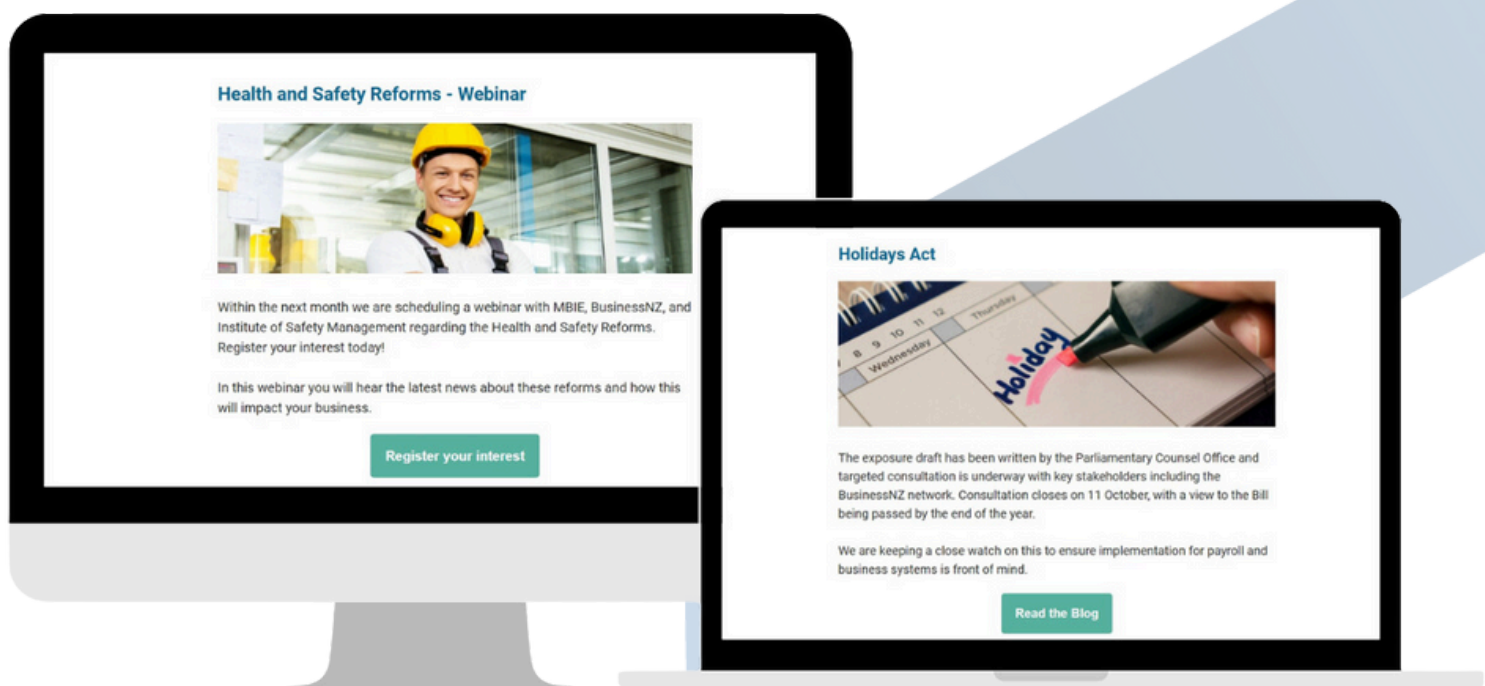 Health and Safety Reforms - Webinar
Within the next month we are scheduling a webinar with MBIE, BusinessNZ, and
Institute of Safety Management regarding the Health and Safety Reforms.
Register your interest today!
In this webinar you will hear the latest news about these reforms and how this
will impact your business.
Register your interest
Holidays Act
8 9 10 11 12
Wednesday
Thursday
Holiday
The exposure draft has been written by the Parliamentary Counsel Office and
targeted consultation is underway with key stakeholders including the
BusinessNZ network. Consultation closes on 11 October, with a view to the Bill
being passed by the end of the year.
We are keeping a close watch on this to ensure implementation for payroll and
business systems is front of mind.
Read the Blog